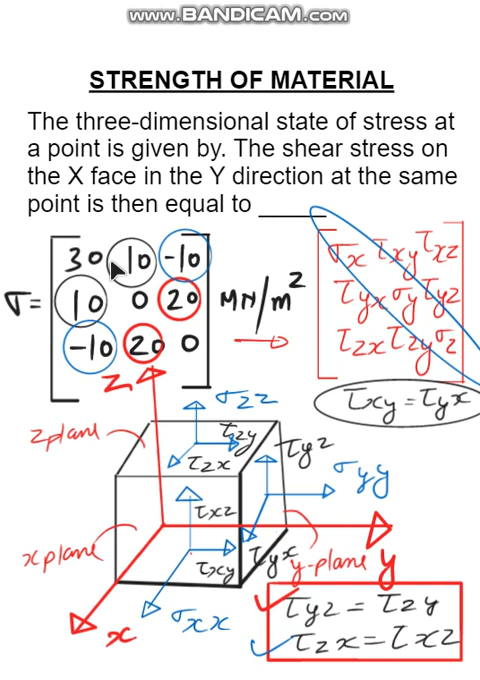 www.BANDICAM.com
STRENGTH OF MATERIAL
The three-dimensional state of stress at
a point is given by. The shear stress on
the X face in the Y direction at the same
point is then equal to _____
30 10 -10 τx τxy τxz
σ = 10 0 20 MN/m² τyx σy τyz
-10 20 0 τzx τzy σz
τxy = τyx
z
σzz
z plane τzy τyz
τzx σyy
τxz
x plane τyx y-plane y
τxy
σxx τyz = τzy
x τzx = τxz